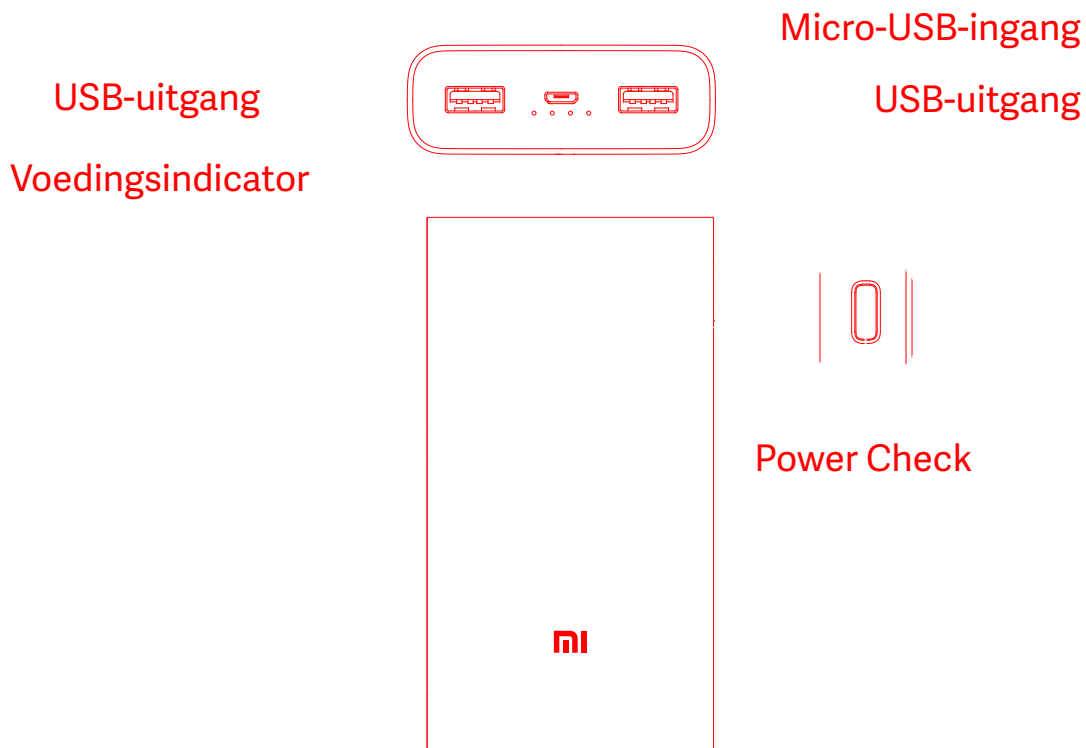 Micro-USB-ingang
USB-uitgang
USB-uitgang
Voedingsindicator
Power Check
mi